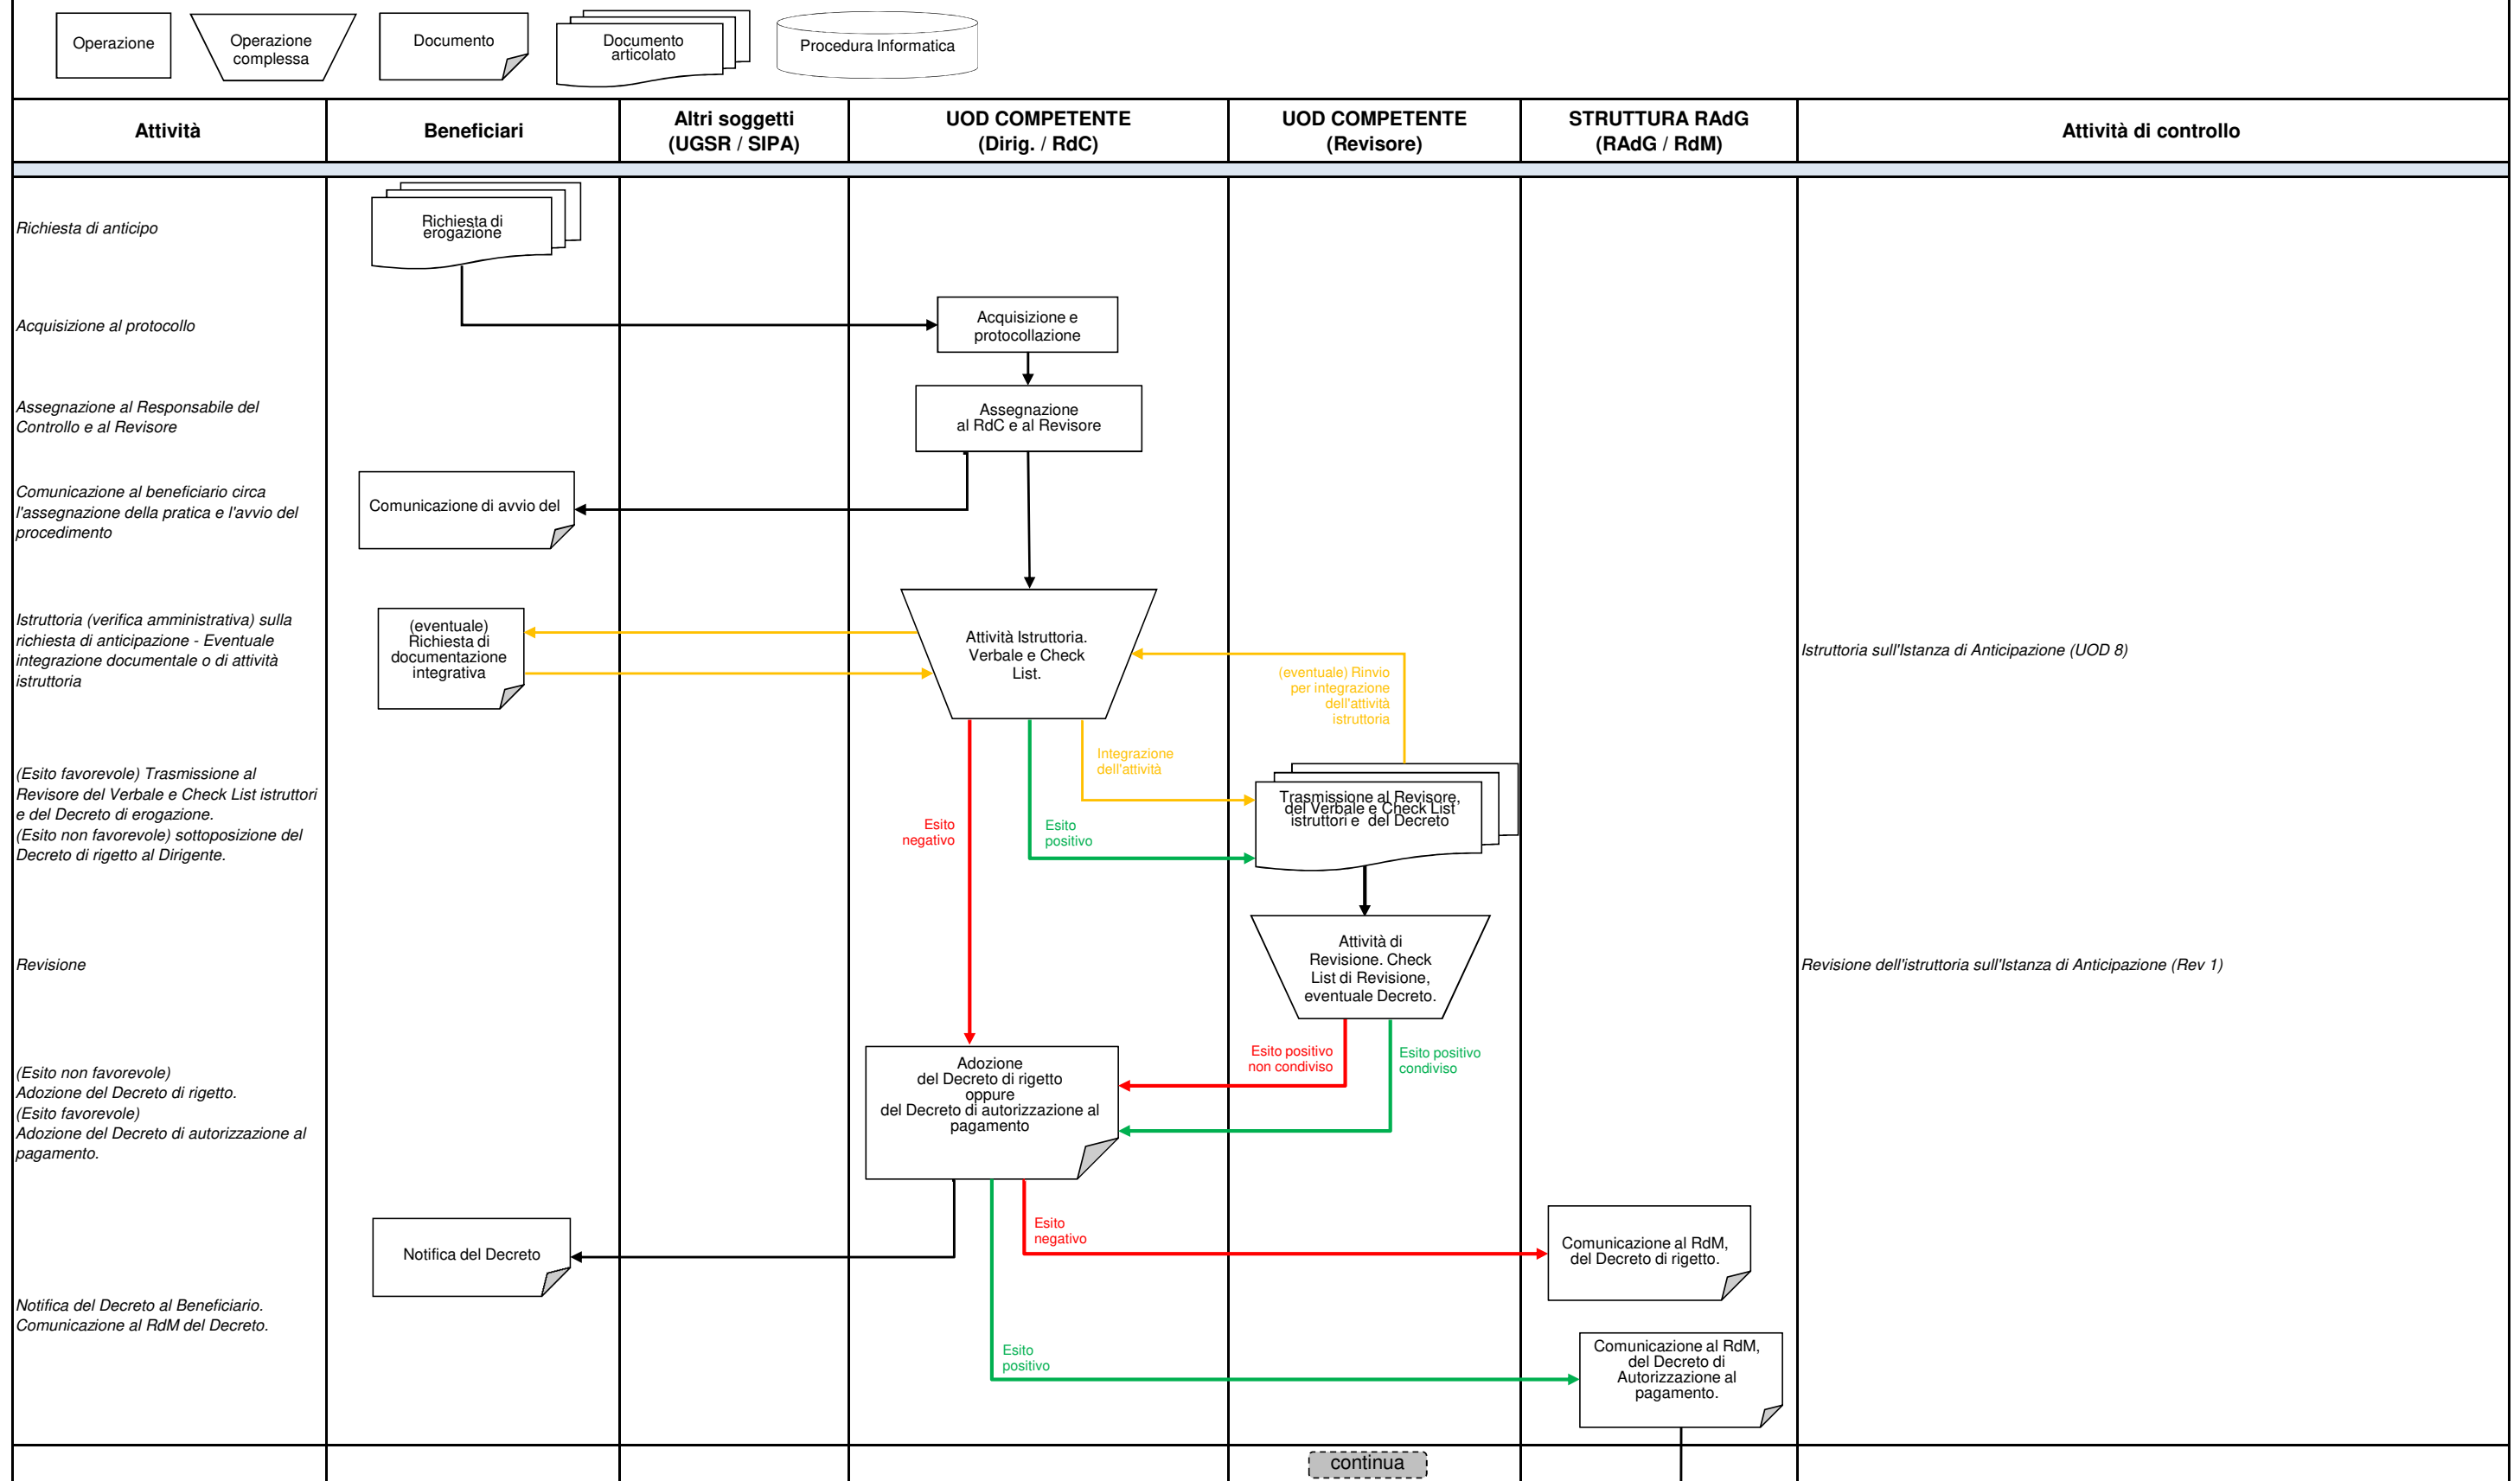 Operazione
Operazione
complessa
Documento
Documento
articolato
Procedura Informatica
Attività
Beneficiari
Altri soggetti
(UGSR / SIPA)
UOD COMPETENTE
(Dirig. / RdC)
UOD COMPETENTE
(Revisore)
STRUTTURA RAdG
(RAdG / RdM)
Attività di controllo
Richiesta di anticipo
Richiesta di
erogazione
Acquisizione al protocollo
Acquisizione e
protocollazione
Assegnazione al Responsabile del
Controllo e al Revisore
Assegnazione
al RdC e al Revisore
Comunicazione al beneficiario circa
l'assegnazione della pratica e l'avvio del
procedimento
Comunicazione di avvio del
Istruttoria (verifica amministrativa) sulla
richiesta di anticipazione - Eventuale
integrazione documentale o di attività
istruttoria
(eventuale)
Richiesta di
documentazione
integrativa
Attività Istruttoria.
Verbale e Check
List.
(eventuale) Rinvio
per integrazione
dell'attività
istruttoria
Istruttoria sull'Istanza di Anticipazione (UOD 8)
Integrazione
dell'attività
(Esito favorevole) Trasmissione al
Revisore del Verbale e Check List istruttori
e del Decreto di erogazione.
(Esito non favorevole) sottoposizione del
Decreto di rigetto al Dirigente.
Esito
negativo
Esito
positivo
Trasmissione al Revisore,
del Verbale e Check List
istruttori e  del Decreto
Revisione
Attività di
Revisione. Check
List di Revisione,
eventuale Decreto.
Revisione dell'istruttoria sull'Istanza di Anticipazione (Rev 1)
(Esito non favorevole)
Adozione del Decreto di rigetto.
(Esito favorevole)
Adozione del Decreto di autorizzazione al
pagamento.
Adozione
del Decreto di rigetto
oppure
del Decreto di autorizzazione al
pagamento
Esito positivo
non condiviso
Esito positivo
condiviso
Notifica del Decreto
Esito
negativo
Comunicazione al RdM,
del Decreto di rigetto.
Notifica del Decreto al Beneficiario.
Comunicazione al RdM del Decreto.
Esito
positivo
Comunicazione al RdM,
del Decreto di
Autorizzazione al
pagamento.
continua